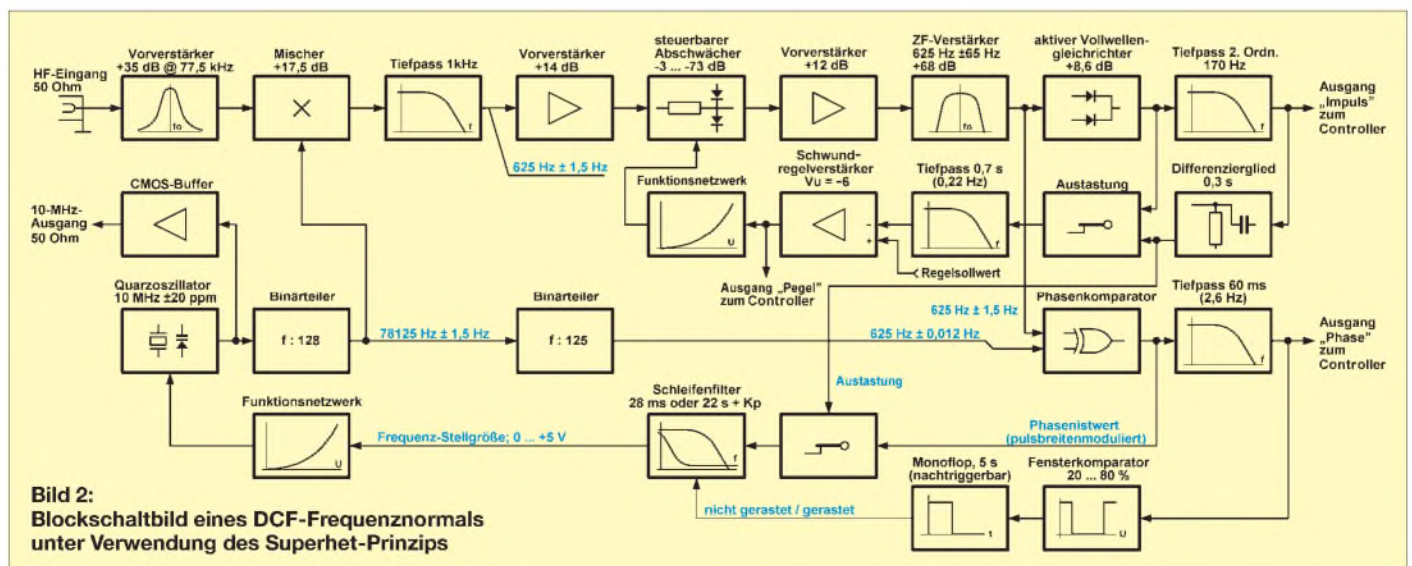 HF-Eingang
50 Ohm
Vorverstärker
+35 dB @ 77,5 kHz
fo
Mischer
+17,5 dB
Tiefpass 1kHz
f
Vorverstärker
+14 dB
steuerbarer
Abschwächer
-3 ... -73 dB
Vorverstärker
+12 dB
ZF-Verstärker
625 Hz ±65 Hz
+68 dB
fo
aktiver Vollwellen-
gleichrichter
+8,6 dB
Tiefpass 2. Ordn.
170 Hz
f
Ausgang
„Impuls"
zum
Controller
625 Hz ± 1,5 Hz
CMOS-Buffer
10-MHz-
Ausgang
50 Ohm
Funktionsnetzwerk
U
Schwund-
regelverstärker
Vu = -6
-
+
Tiefpass 0,7 s
(0,22 Hz)
f
Austastung
Differenzierglied
0,3 s
Regelsollwert
Ausgang „Pegel"
zum Controller
Quarzoszillator
10 MHz ±20 ppm
Binärteiler
f : 128
78125 Hz ± 1,5 Hz
Binärteiler
f : 125
625 Hz ± 0,012 Hz
625 Hz ± 1,5 Hz
Phasenkomparator
Tiefpass 60 ms
(2,6 Hz)
f
Ausgang
„Phase"
zum
Controller
Austastung
Funktionsnetzwerk
U
Frequenz-Stellgröße; 0 ... +5 V
Schleifenfilter
28 ms oder 22 s + Kp
f
Phasenistwert
(pulsbreitenmoduliert)
Monoflop, 5 s
(nachtriggerbar)
t
Fensterkomparator
20 ... 80 %
U
nicht gerastet / gerastet
Bild 2:
Blockschaltbild eines DCF-Frequenznormals
unter Verwendung des Superhet-Prinzips